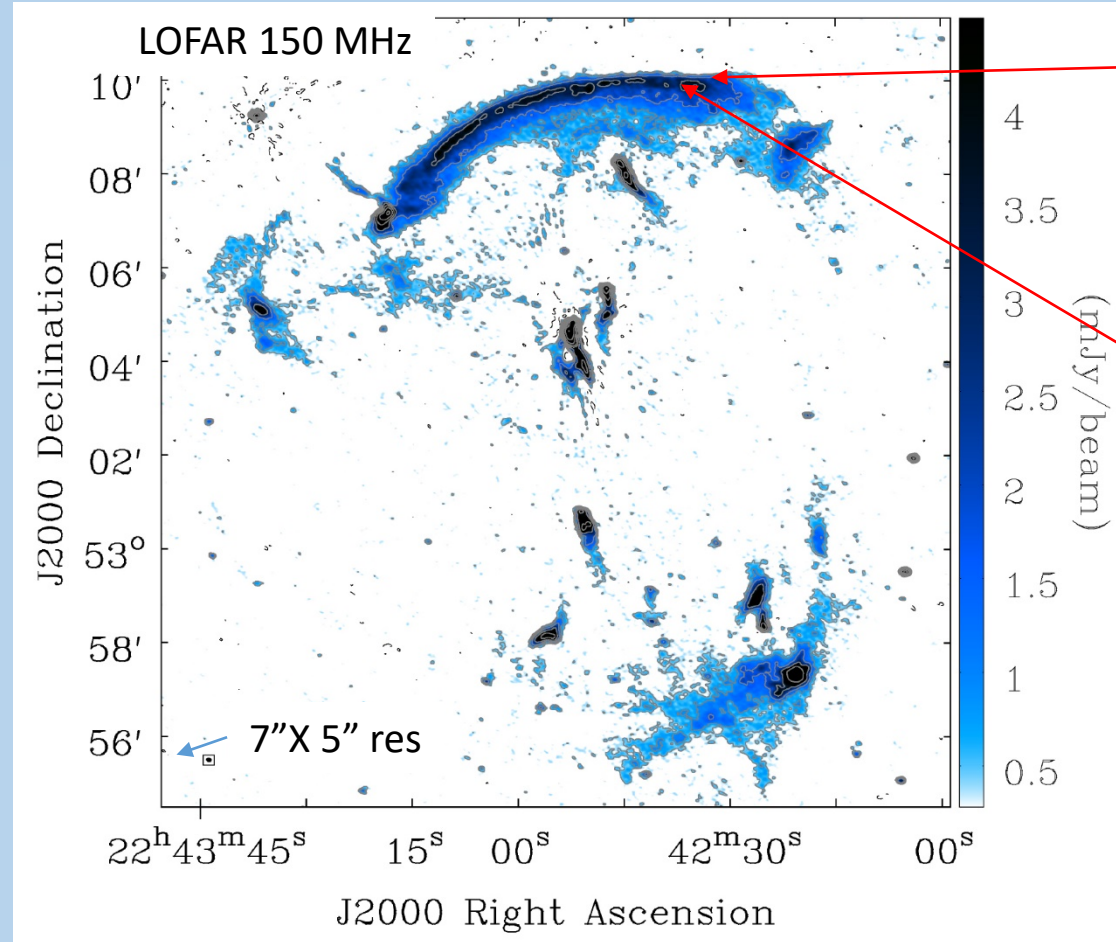 LOFAR 150 MHz
10′
08′
06′
04′
02′
53°
58′
56′
J2000 Declination
7”X 5” res
22ʰ43ᵐ45ˢ
15ˢ
00ˢ
42ᵐ30ˢ
00ˢ
J2000 Right Ascension
4
3.5
3
2.5
2
1.5
1
0.5
(mJy/beam)